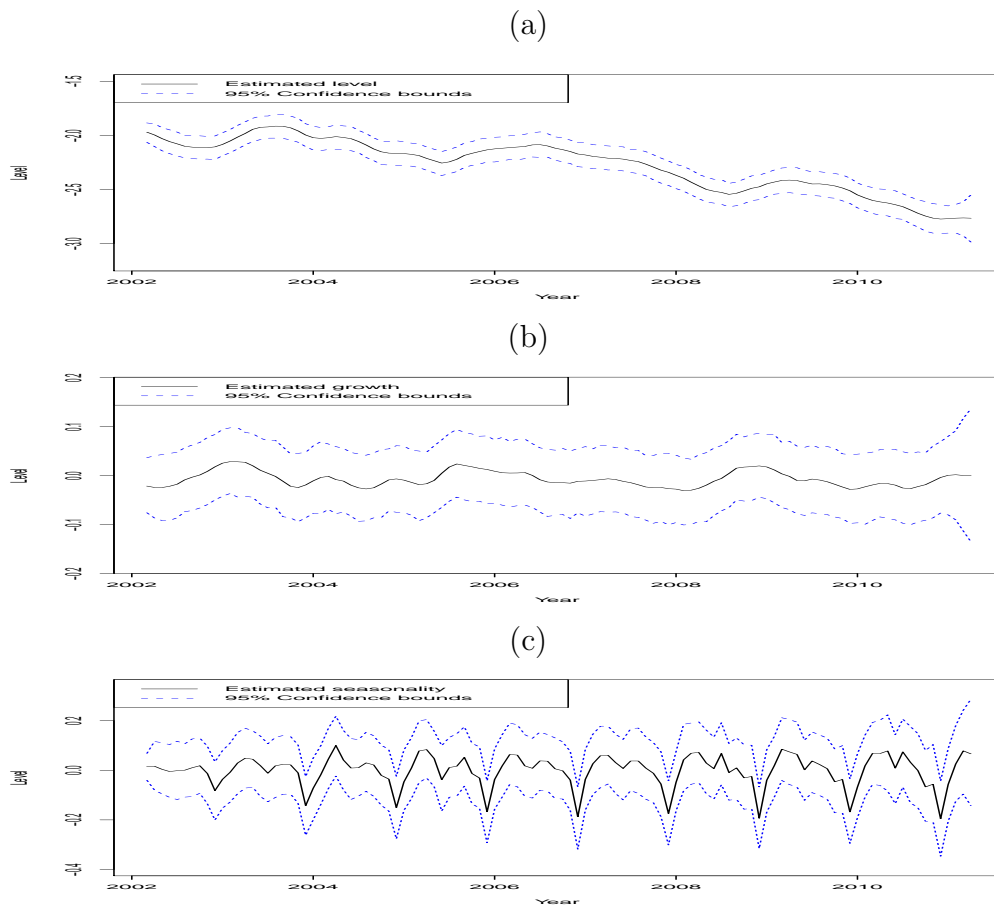 (a)
Estimated level
95% Confidence bounds
-1.5
-2.0
-2.5
-3.0
Level
2002 2004 2006 2008 2010
Year
(b)
Estimated growth
95% Confidence bounds
0.2
0.1
0.0
-0.1
-0.2
Level
2002 2004 2006 2008 2010
Year
(c)
Estimated seasonality
95% Confidence bounds
0.2
0.0
-0.2
-0.4
Level
2002 2004 2006 2008 2010
Year